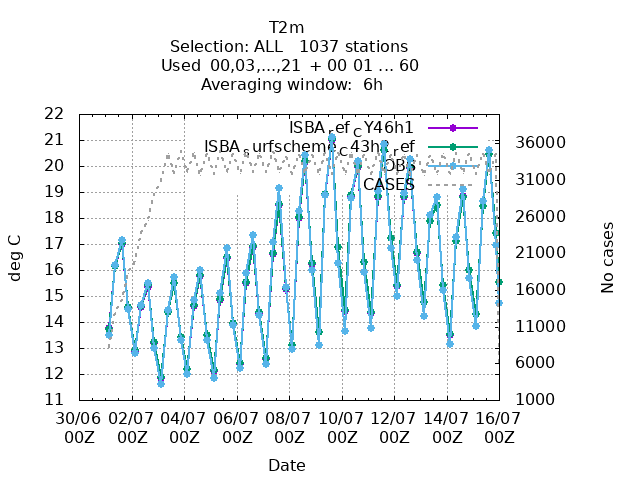 T2m
Selection: ALL 1037 stations
Used 00,03,...,21 + 00 01 ... 60
Averaging window: 6h
ISBA_ref_CY46h1
ISBA_surfscheme_C43h2_ref
OBS
CASES
22
21
20
19
18
17
16
15
14
13
12
11
deg C
36000
31000
26000
21000
16000
11000
6000
1000
No cases
30/06 02/07 04/07 06/07 08/07 10/07 12/07 14/07 16/07
00Z 00Z 00Z 00Z 00Z 00Z 00Z 00Z 00Z
Date